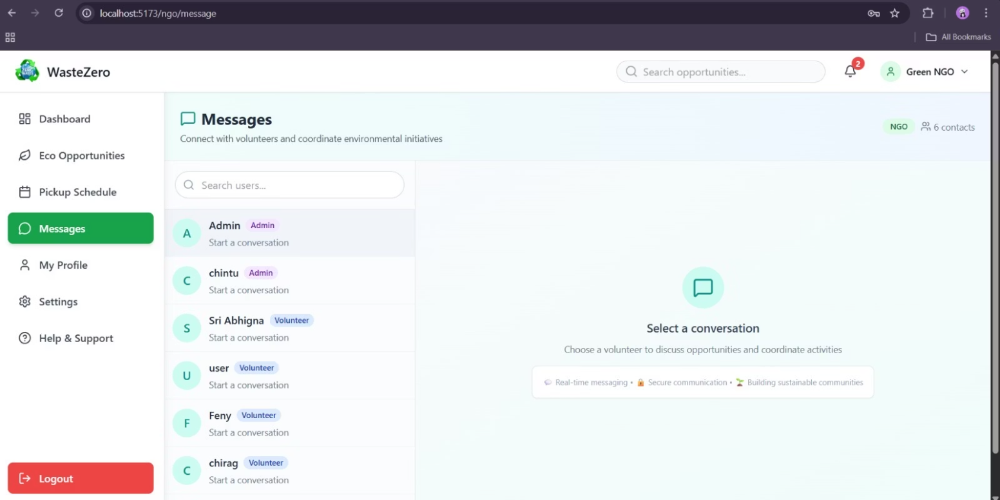 localhost:5173/ngo/message
All Bookmarks
WasteZero
Search opportunities...
2
Green NGO
Dashboard
Eco Opportunities
Pickup Schedule
Messages
My Profile
Settings
Help & Support
Logout
Messages
Connect with volunteers and coordinate environmental initiatives
NGO
6 contacts
Search users...
A
Admin Admin
Start a conversation
C
chintu Admin
Start a conversation
S
Sri Abhigna Volunteer
Start a conversation
U
user Volunteer
Start a conversation
F
Feny Volunteer
Start a conversation
C
chirag Volunteer
Start a conversation
Select a conversation
Choose a volunteer to discuss opportunities and coordinate activities
💬 Real-time messaging • 🔒 Secure communication • 🌱 Building sustainable communities